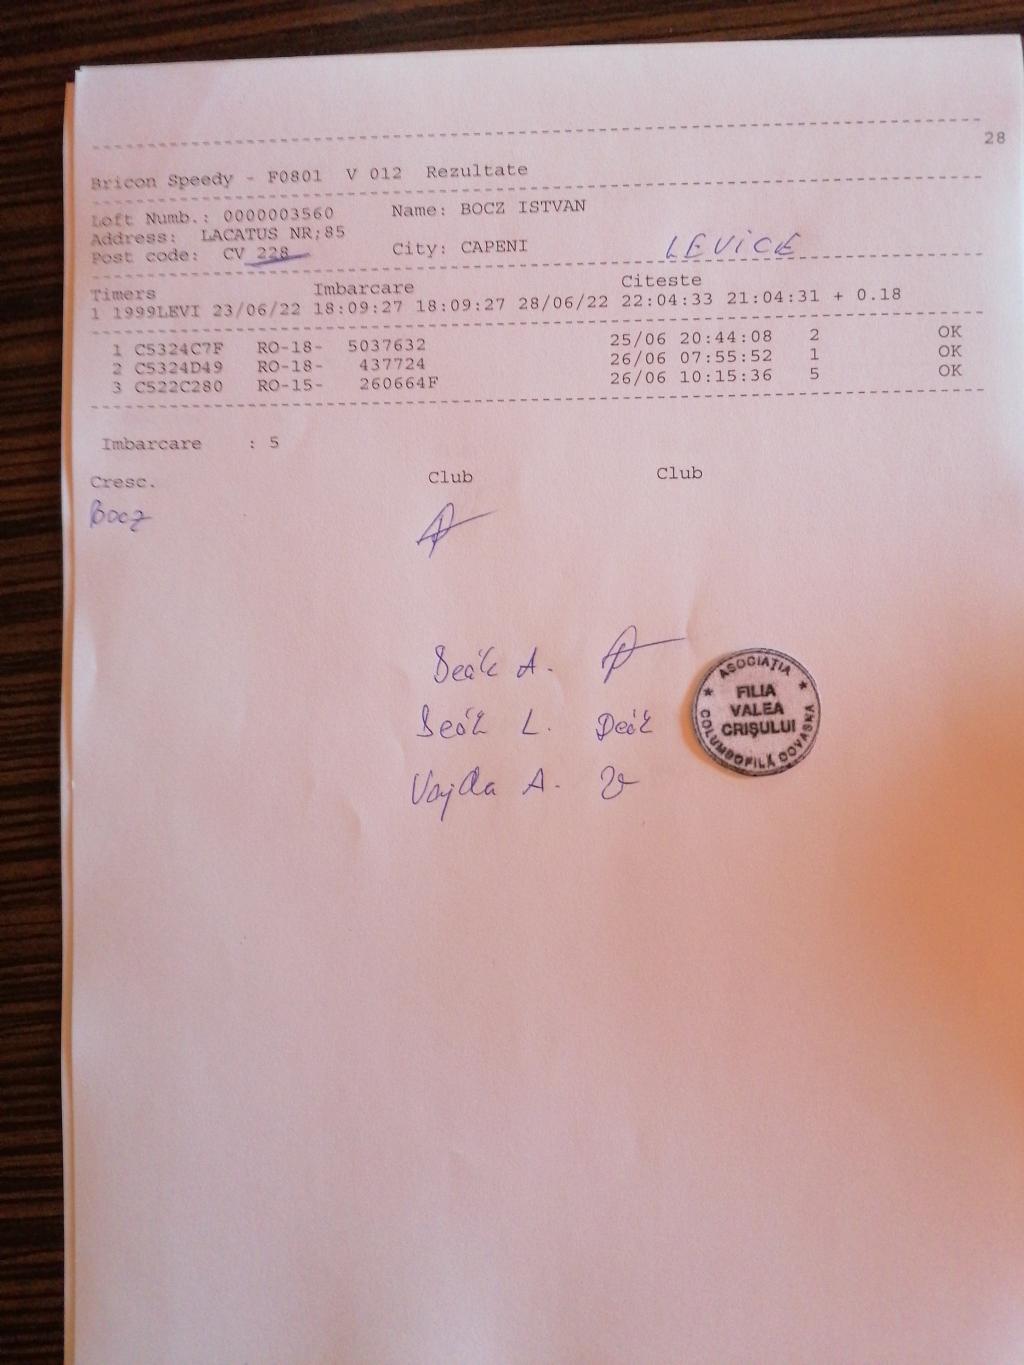 28
Bricon Speedy - F0801 V 012 Rezultate
Loft Numb.: 0000003560 Name: BOCZ ISTVAN
Address: LACATUS NR;85
Post code: CV 228 City: CAPENI LEVICE
Timers Imbarcare Citeste
1 1999LEVI 23/06/22 18:09:27 18:09:27 28/06/22 22:04:33 21:04:31 + 0.18
1 C5324C7F RO-18- 5037632 25/06 20:44:08 2 OK
2 C5324D49 RO-18- 437724 26/06 07:55:52 1 OK
3 C522C280 RO-15- 260664F 26/06 10:15:36 5 OK
Imbarcare : 5
Cresc. Club Club
Bocz
Deák A.
Deák L. Deák
Vajda A.
ASOCIAȚIA
FILIA
VALEA
CRIȘULUI
COLUMBOFILĂ COVASNA